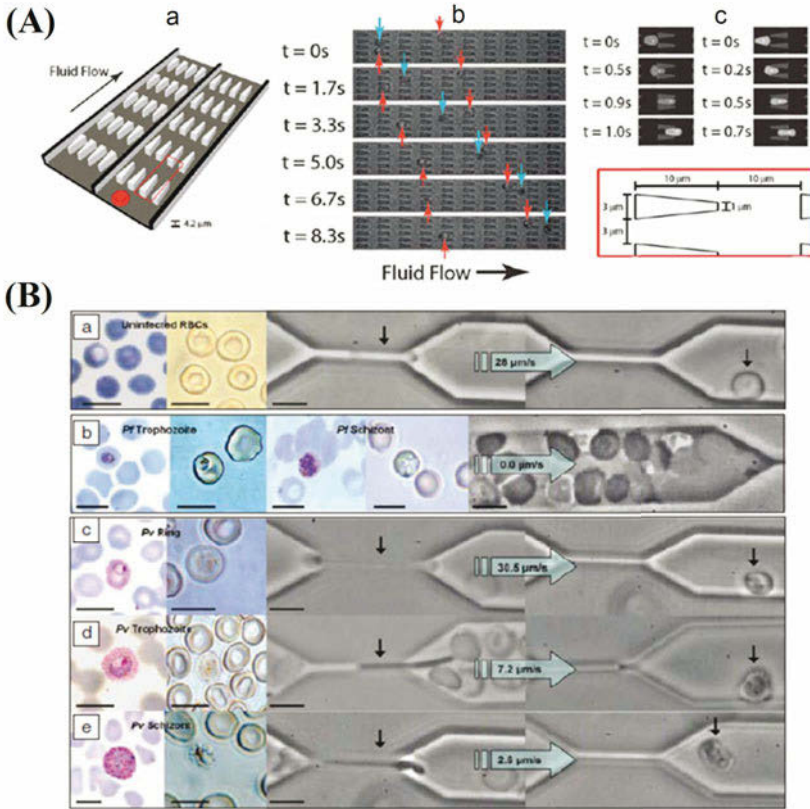 (A)
a
Fluid Flow
4.2 μm
b
t = 0s
t = 1.7s
t = 3.3s
t = 5.0s
t = 6.7s
t = 8.3s
Fluid Flow
c
t = 0s
t = 0.5s
t = 0.9s
t = 1.0s
t = 0s
t = 0.2s
t = 0.5s
t = 0.7s
10 μm 10 μm
3 μm
1 μm
3 μm
(B)
a
Uninfected RBCs
28 μm/s
b
Pf Trophozoite
Pf Schizont
0.0 μm/s
c
Pv Ring
30.5 μm/s
d
Pv Trophozoite
7.2 μm/s
e
Pv Schizont
2.8 μm/s